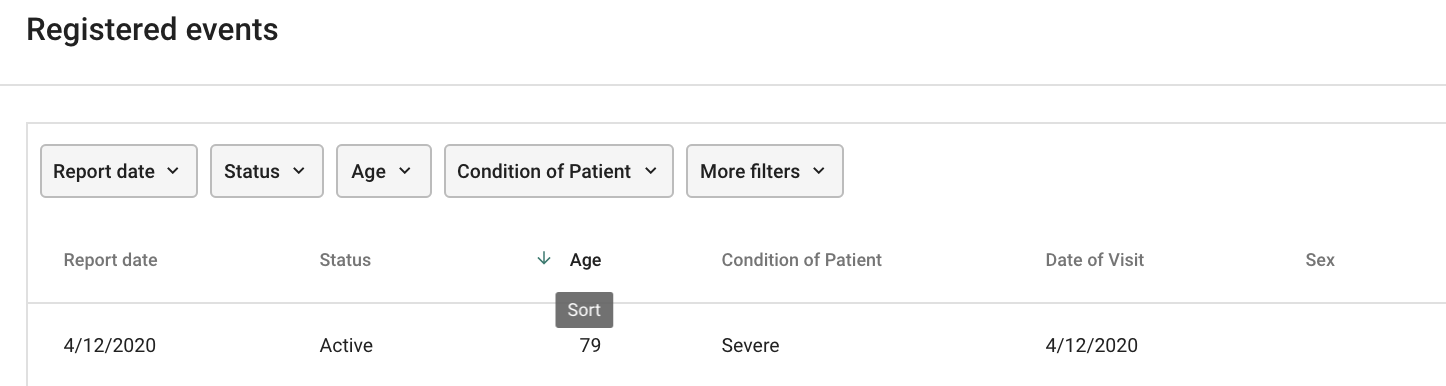 Registered events
Report date Status Age Condition of Patient More filters
Report date Status Age Condition of Patient Date of Visit Sex
Sort
4/12/2020 Active 79 Severe 4/12/2020